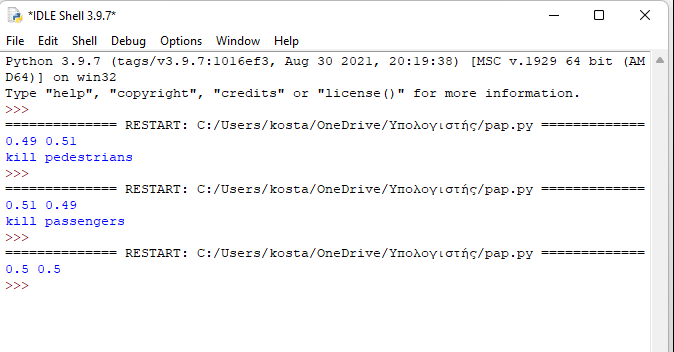 *IDLE Shell 3.9.7*
File Edit Shell Debug Options Window Help
Python 3.9.7 (tags/v3.9.7:1016ef3, Aug 30 2021, 20:19:38) [MSC v.1929 64 bit (AM
D64)] on win32
Type "help", "copyright", "credits" or "license()" for more information.
>>>
============== RESTART: C:/Users/kosta/OneDrive/Υπολογιστής/pap.py =============
0.49 0.51
kill pedestrians
>>>
============== RESTART: C:/Users/kosta/OneDrive/Υπολογιστής/pap.py =============
0.51 0.49
kill passengers
>>>
============== RESTART: C:/Users/kosta/OneDrive/Υπολογιστής/pap.py =============
0.5 0.5
>>>